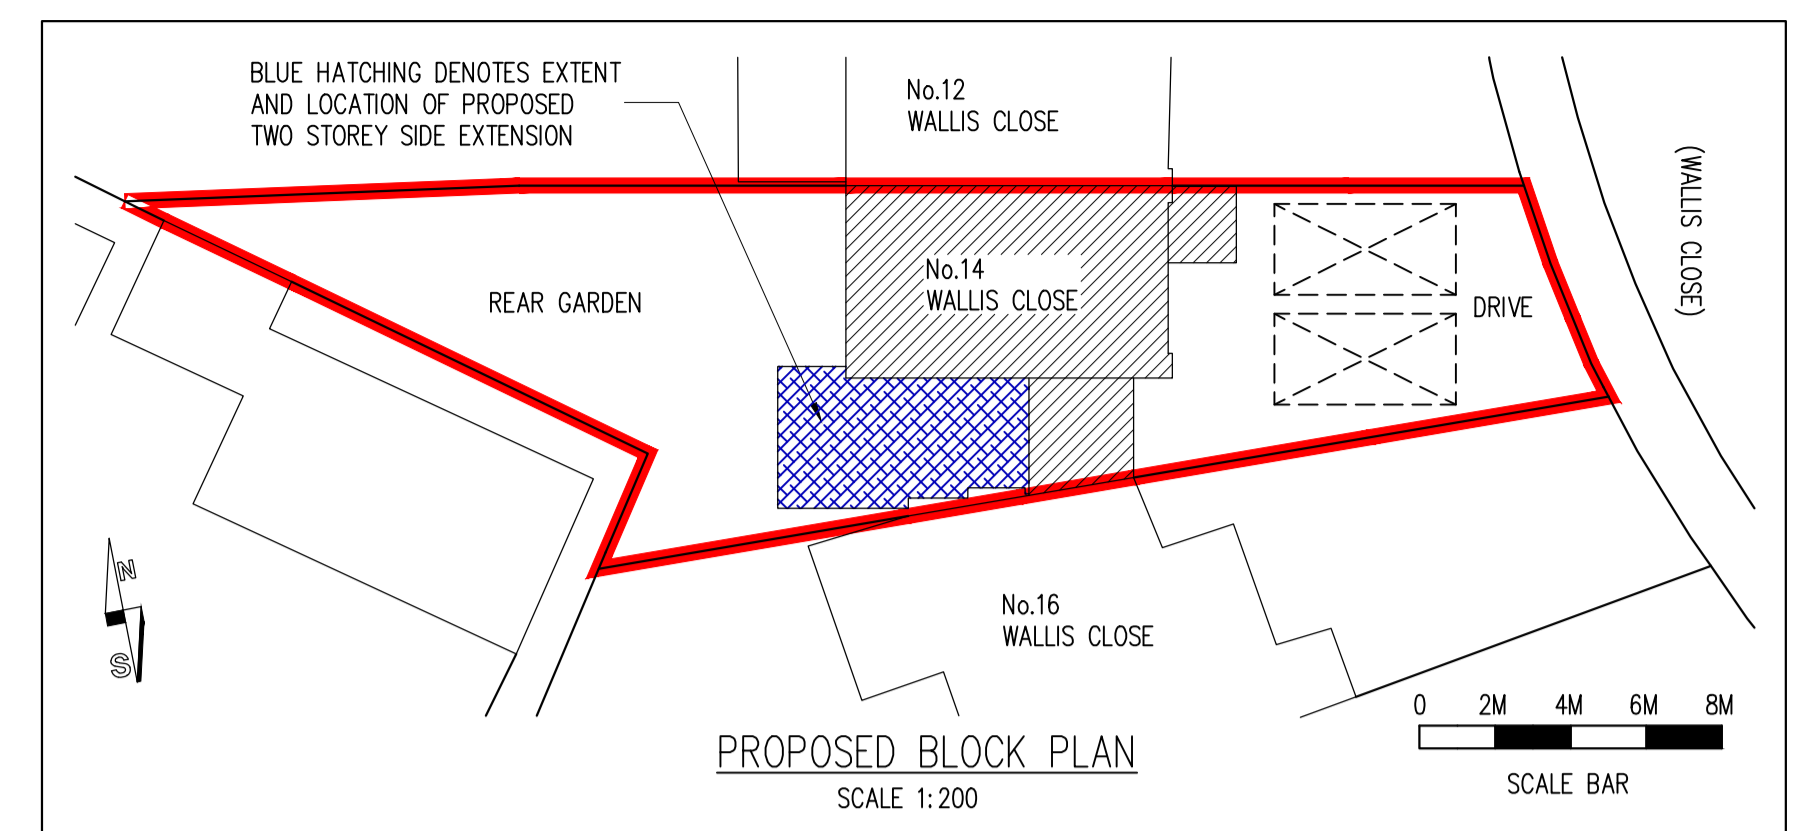 BLUE HATCHING DENOTES EXTENT
AND LOCATION OF PROPOSED
TWO STOREY SIDE EXTENSION
No.12
WALLIS CLOSE
(WALLIS CLOSE)
No.14
WALLIS CLOSE
REAR GARDEN
DRIVE
N
S
No.16
WALLIS CLOSE
0 2M 4M 6M 8M
SCALE BAR
PROPOSED BLOCK PLAN
SCALE 1:200